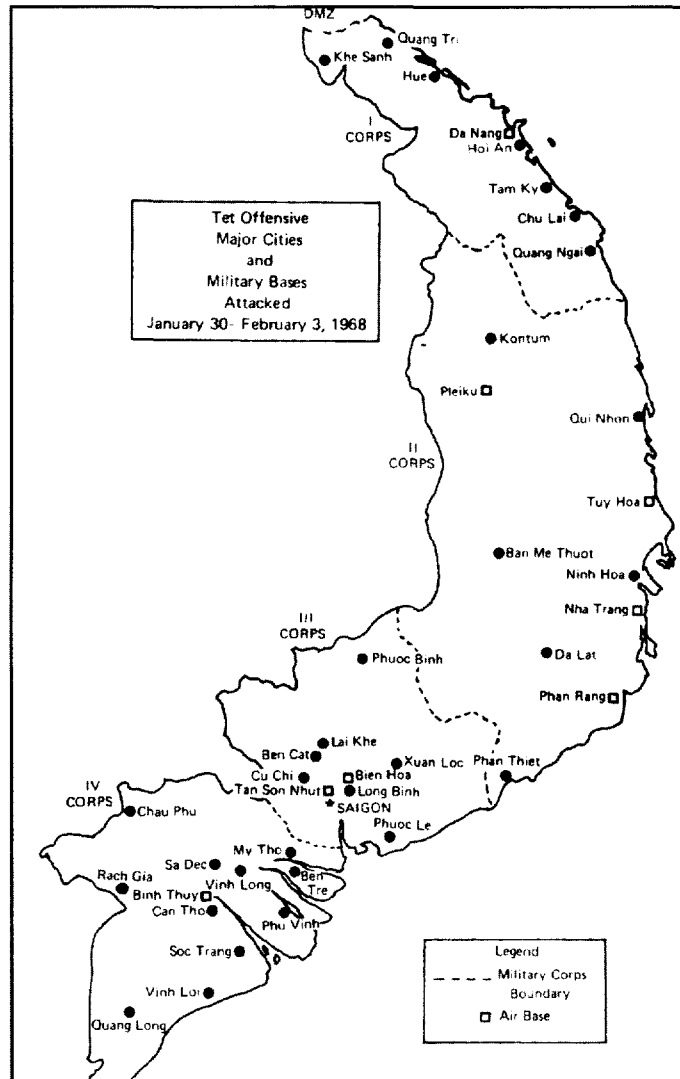 DMZ
Quang Tri
Khe Sanh
Hue
I
CORPS
Da Nang
Hoi An
Tam Ky
Chu Lai
Quang Ngai
Tet Offensive
Major Cities
and
Military Bases
Attacked
January 30- February 3, 1968
Kontum
Pleiku
Qui Nhon
II
CORPS
Tuy Hoa
Ban Me Thuot
Ninh Hoa
Nha Trang
III
CORPS
Phuoc Binh
Da Lat
Phan Rang
Lai Khe
Ben Cat
Xuan Loc
Phan Thiet
Cu Chi
Bien Hoa
Tan Son Nhut
Long Binh
SAIGON
IV
CORPS
Chau Phu
Phuoc Le
My Tho
Sa Dec
Rach Gia
Vinh Long
Ben
Tre
Binh Thuy
Can Tho
Phu Vinh
Soc Trang
Vinh Loi
Quang Long
Legend
Military Corps
Boundary
Air Base